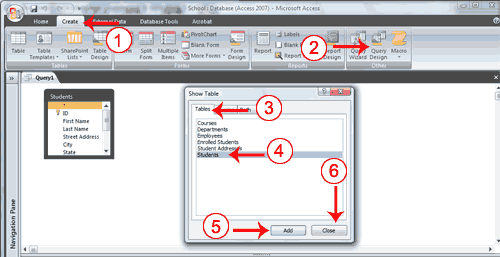 School : Database (Access 2007) - Microsoft Access
Home Create External Data Database Tools Acrobat
1
2
Table Table Templates SharePoint Lists Table Design
Form Split Form Multiple Items PivotChart Blank Form More Forms Form Design
Report Labels Blank Report Design
Query Wizard Query Design Macro
Tables Forms Reports Other
Query1
Students
*
ID
First Name
Last Name
Street Address
City
State
Show Table
Tables
3
Courses
Departments
Employees
Enrolled Students
Student Addresses
Students
4
5
6
Add Close
Navigation Pane